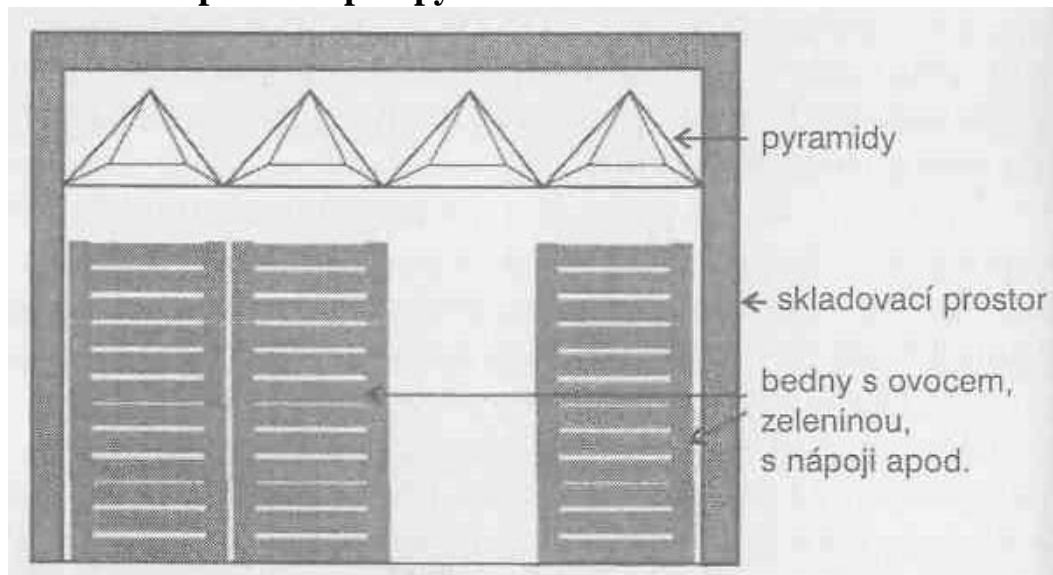 pyramidy
skladovací prostor
bedny s ovocem,
zeleninou,
s nápoji apod.